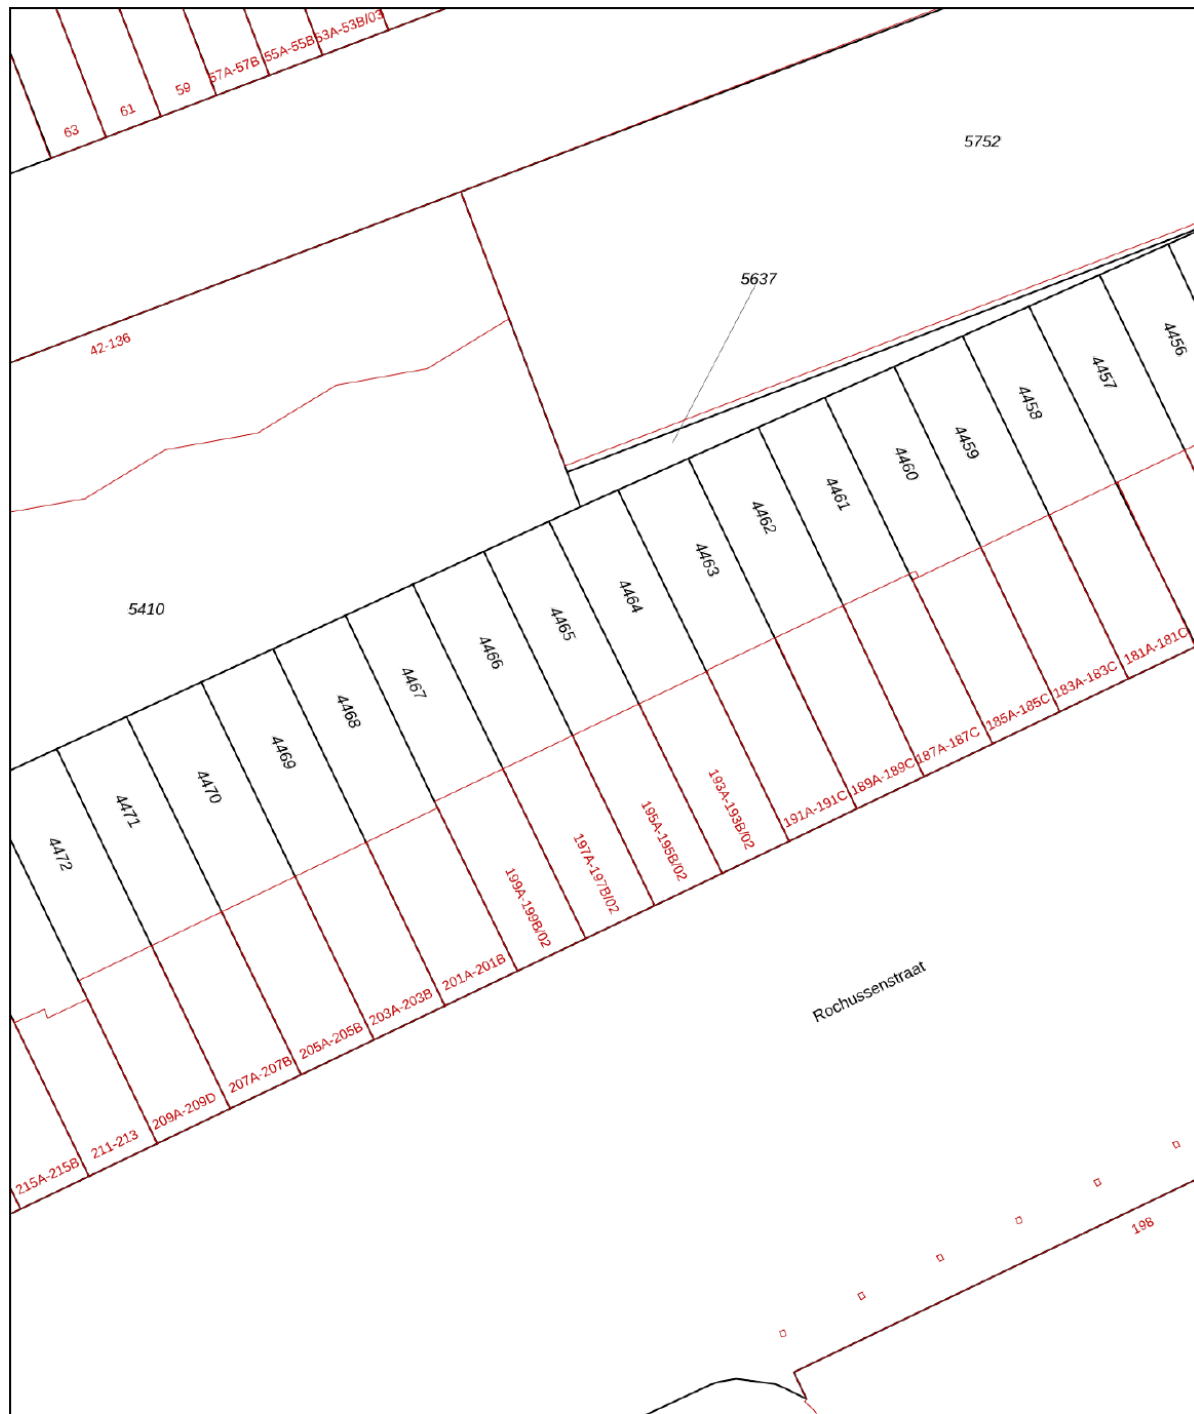 63
61
59
57A-57B
55A-55B
53A-53B/03
5752
5637
42-136
4456
4457
4458
4459
4460
4461
4462
4463
4464
4465
4466
4467
4468
4469
4470
4471
4472
5410
181A-181C
183A-183C
185A-185C
187A-187C
189A-189C
191A-191C
193A-193B/02
195A-195B/02
197A-197B/02
199A-199B/02
201A-201B
203A-203B
205A-205B
207A-207B
209A-209D
211-213
215A-215B
Rochussenstraat
198